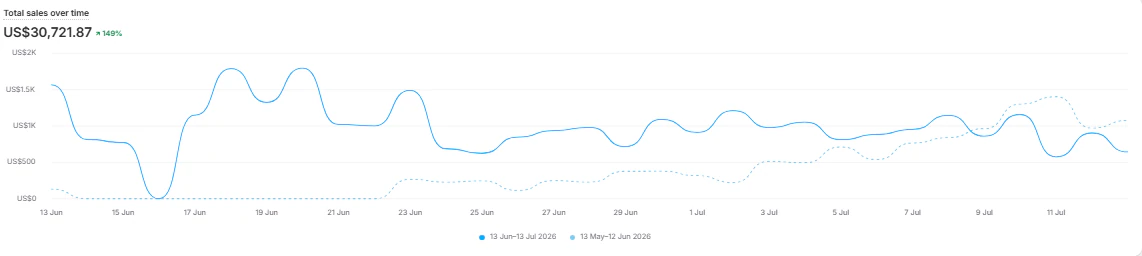 Total sales over time
US$30,721.87 ↗ 149%
US$2K
US$1.5K
US$1K
US$500
US$0
13 Jun 15 Jun 17 Jun 19 Jun 21 Jun 23 Jun 25 Jun 27 Jun 29 Jun 1 Jul 3 Jul 5 Jul 7 Jul 9 Jul 11 Jul
13 Jun–13 Jul 2026 13 May–12 Jun 2026